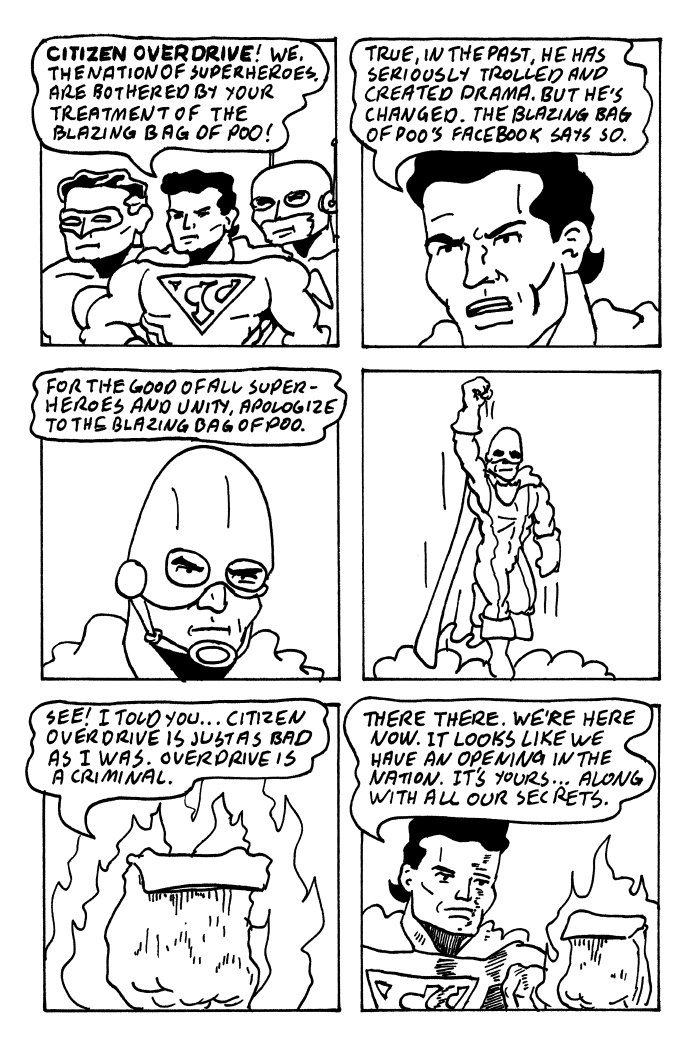 CITIZEN OVERDRIVE! WE,
THE NATION OF SUPERHEROES,
ARE BOTHERED BY YOUR
TREATMENT OF THE
BLAZING BAG OF POO!
TRUE, IN THE PAST, HE HAS
SERIOUSLY TROLLED AND
CREATED DRAMA. BUT HE'S
CHANGED. THE BLAZING BAG
OF POO'S FACEBOOK SAYS SO.
FOR THE GOOD OF ALL SUPER-
HEROES AND UNITY, APOLOGIZE
TO THE BLAZING BAG OF POO.
SEE! I TOLD YOU... CITIZEN
OVERDRIVE IS JUST AS BAD
AS I WAS. OVERDRIVE IS
A CRIMINAL.
THERE THERE. WE'RE HERE
NOW. IT LOOKS LIKE WE
HAVE AN OPENING IN THE
NATION. IT'S YOURS... ALONG
WITH ALL OUR SECRETS.